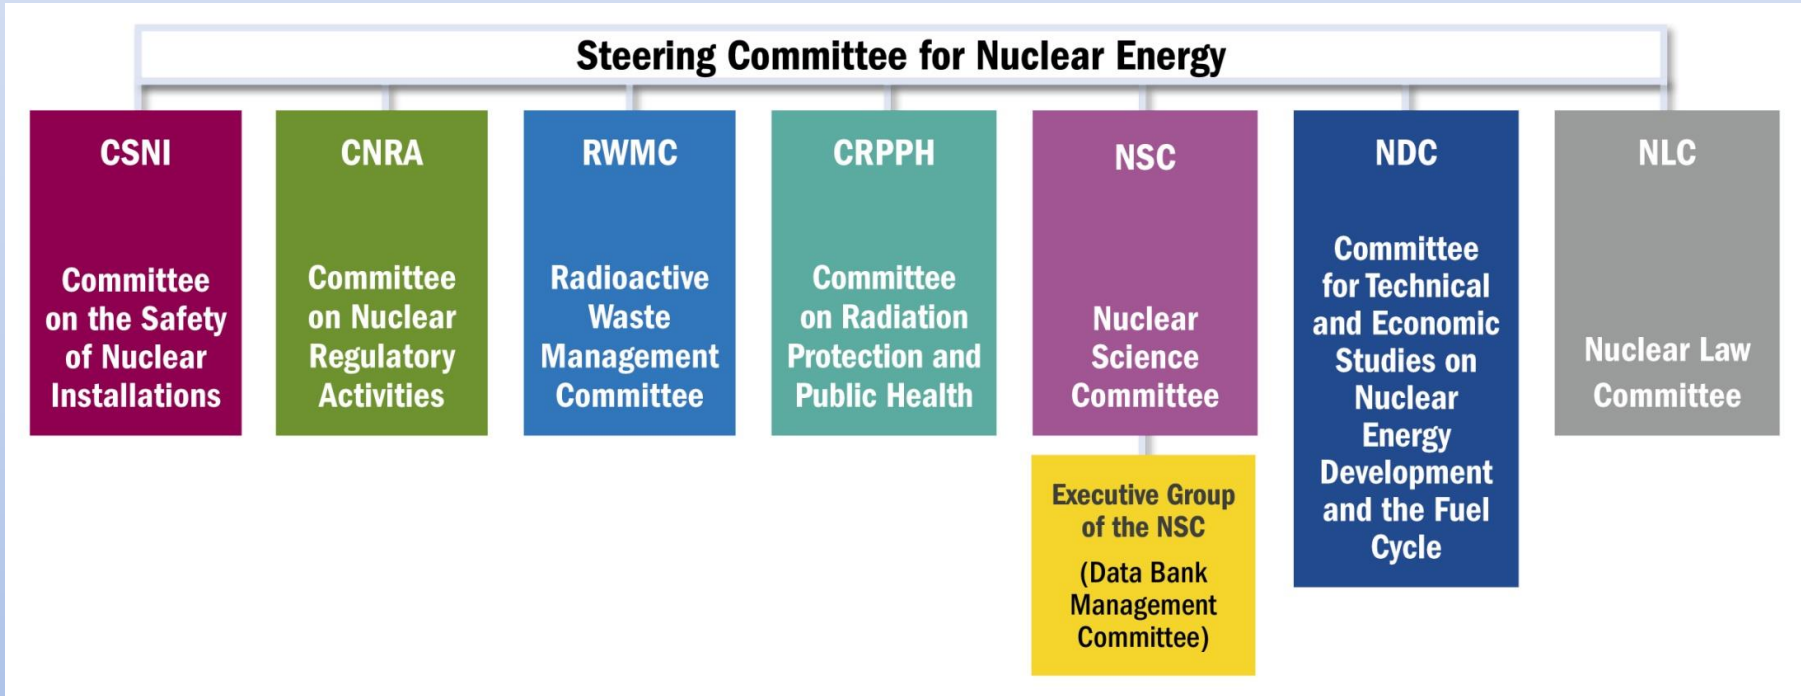 Steering Committee for Nuclear Energy
CSNI
Committee
on the Safety
of Nuclear
Installations
CNRA
Committee
on Nuclear
Regulatory
Activities
RWMC
Radioactive
Waste
Management
Committee
CRPPH
Committee
on Radiation
Protection and
Public Health
NSC
Nuclear
Science
Committee
Executive Group
of the NSC
(Data Bank
Management
Committee)
NDC
Committee
for Technical
and Economic
Studies on
Nuclear
Energy
Development
and the Fuel
Cycle
NLC
Nuclear Law
Committee